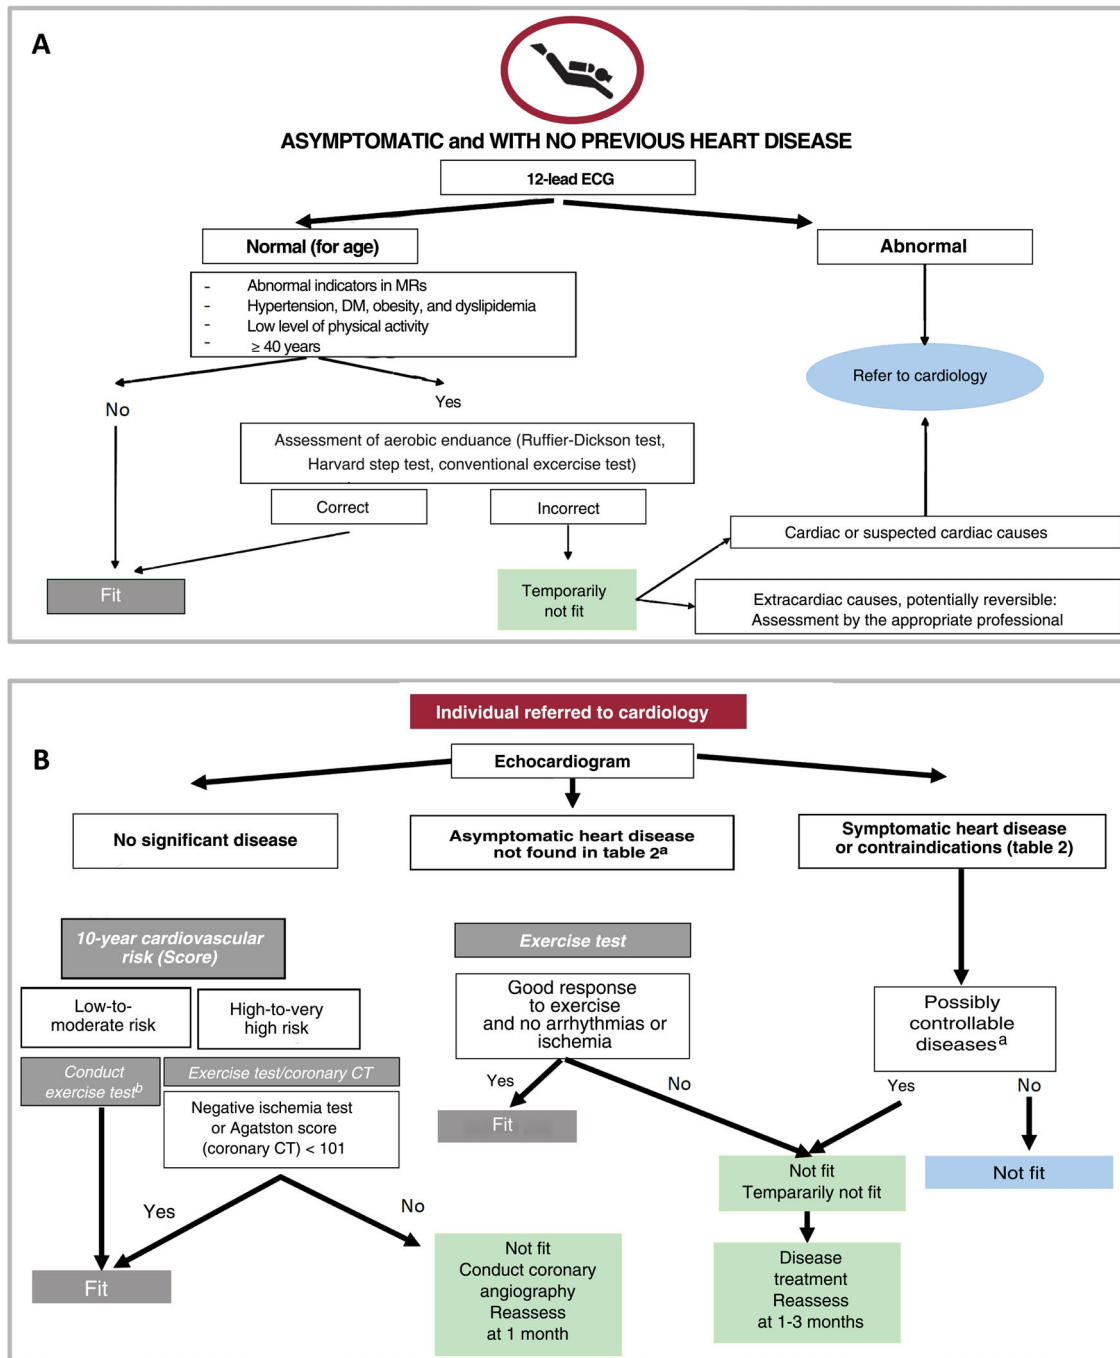 A
ASYMPTOMATIC and WITH NO PREVIOUS HEART DISEASE
12-lead ECG
Normal (for age)
Abnormal
- Abnormal indicators in MRs
- Hypertension, DM, obesity, and dyslipidemia
- Low level of physical activity
- ≥ 40 years
Refer to cardiology
No
Yes
Assessment of aerobic enduance (Ruffier-Dickson test,
Harvard step test, conventional excercise test)
Correct
Incorrect
Cardiac or suspected cardiac causes
Fit
Temporarily
not fit
Extracardiac causes, potentially reversible:
Assessment by the appropriate professional
B
Individual referred to cardiology
Echocardiogram
No significant disease
Asymptomatic heart disease
not found in table 2a
Symptomatic heart disease
or contraindications (table 2)
10-year cardiovascular
risk (Score)
Low-to-
moderate risk
High-to-very
high risk
Conduct
exercise testb
Exercise test/coronary CT
Negative ischemia test
or Agatston score
(coronary CT) < 101
Yes
No
Fit
Not fit
Conduct coronary
angiography
Reassess
at 1 month
Exercise test
Good response
to exercise
and no arrhythmias or
ischemia
Yes
No
Fit
Possibly
controllable
diseasesa
Yes
No
Not fit
Tempararily not fit
Not fit
Disease
treatment
Reassess
at 1-3 months